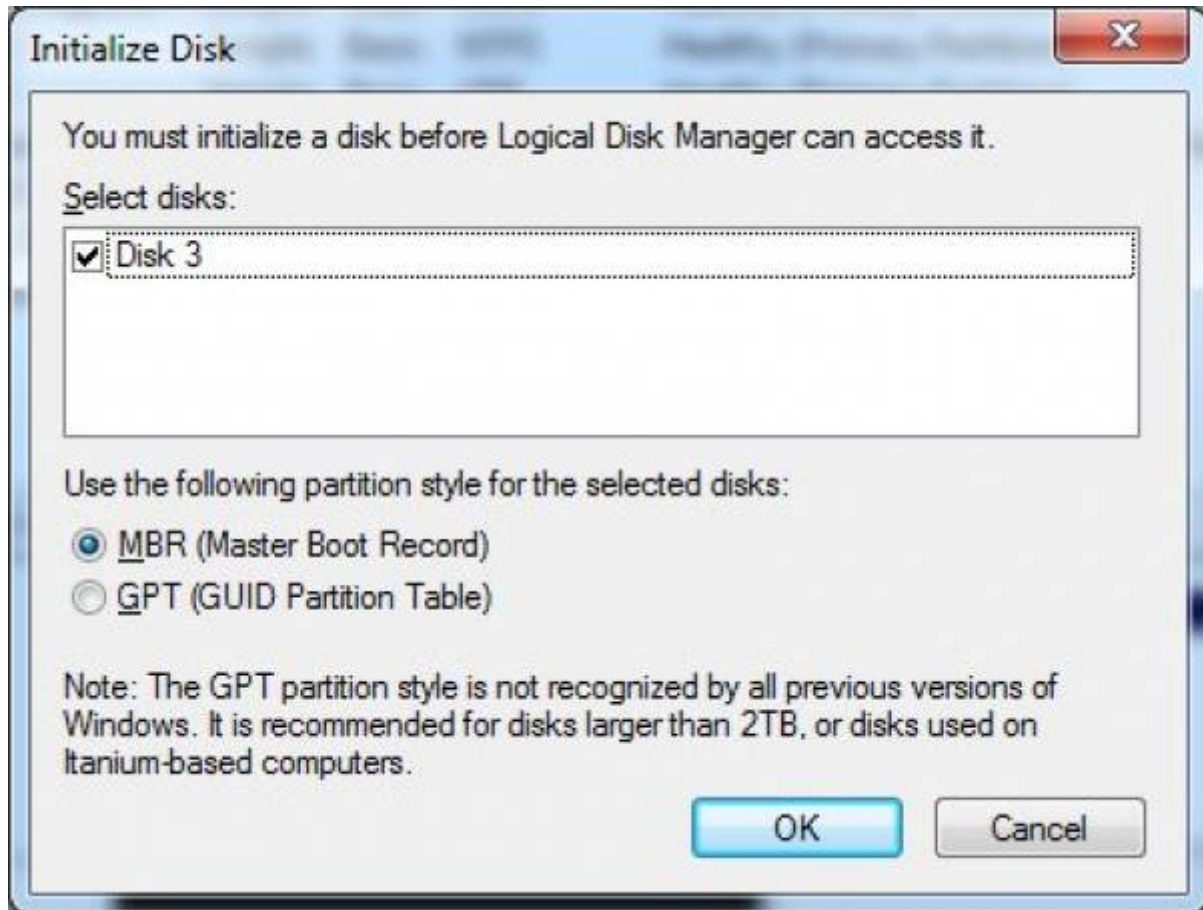 Initialize Disk
You must initialize a disk before Logical Disk Manager can access it.
Select disks:
Disk 3
Use the following partition style for the selected disks:
MBR (Master Boot Record)
GPT (GUID Partition Table)
Note: The GPT partition style is not recognized by all previous versions of
Windows. It is recommended for disks larger than 2TB, or disks used on
Itanium-based computers.
OK
Cancel